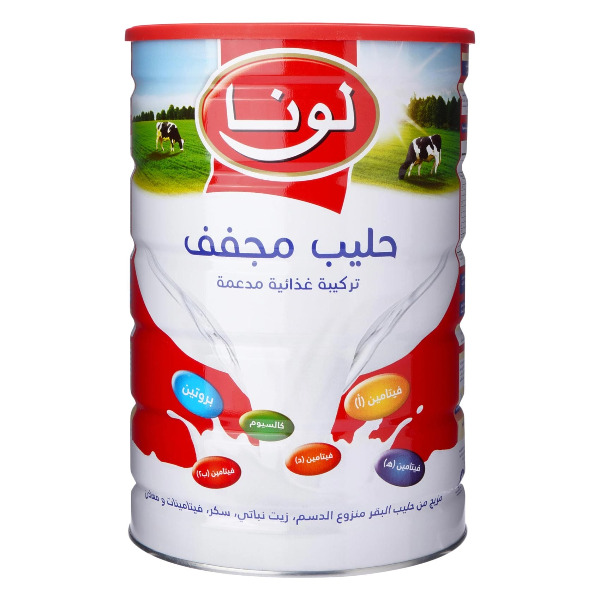 لونا
حليب مجفف
تركيبة غذائية مدعمة
بروتين
فيتامين (أ)
كالسيوم
فيتامين (ب٢)
فيتامين (د)
فيتامين (هـ)
مزيج من حليب البقر منزوع الدسم، زيت نباتي، سكر، فيتامينات و معادن